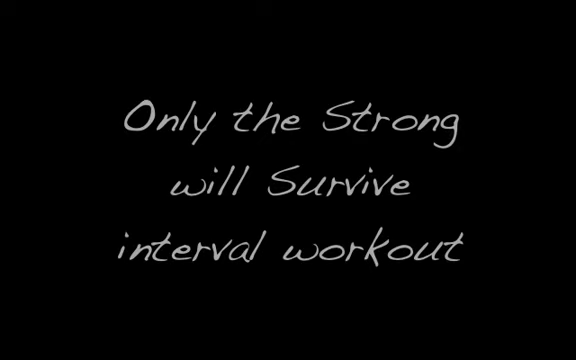 Only the Strong
will Survive
interval workout